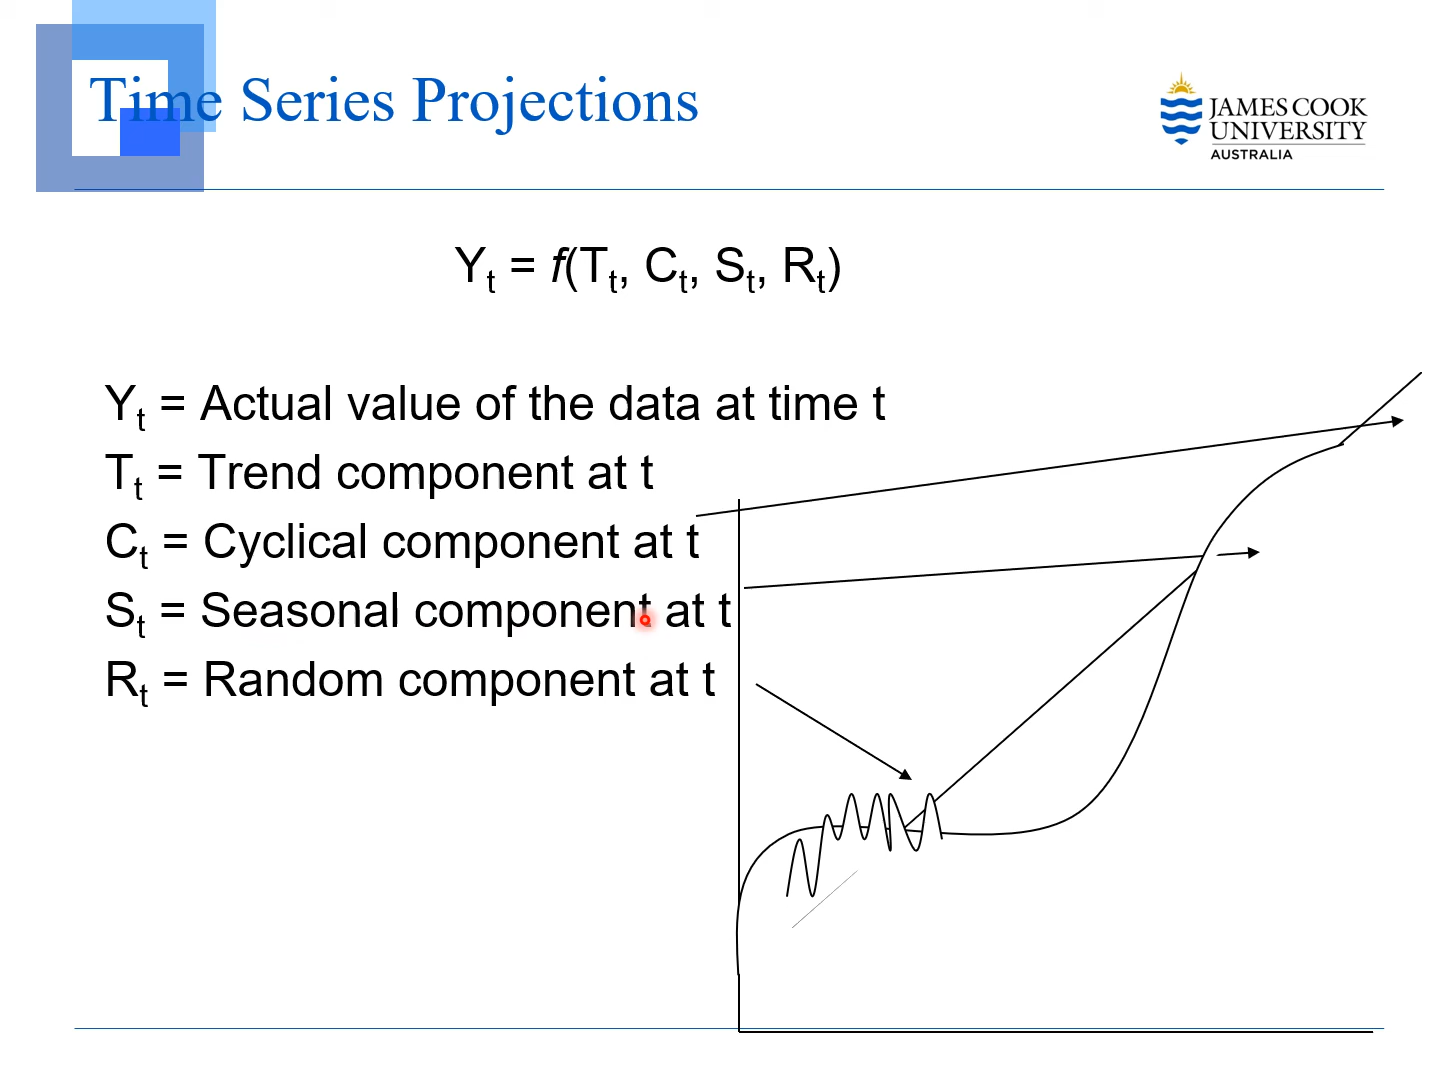 Time Series Projections
JAMES COOK
UNIVERSITY
AUSTRALIA
Yt = f(Tt, Ct, St, Rt)
Yt = Actual value of the data at time t
Tt = Trend component at t
Ct = Cyclical component at t
St = Seasonal component at t
Rt = Random component at t